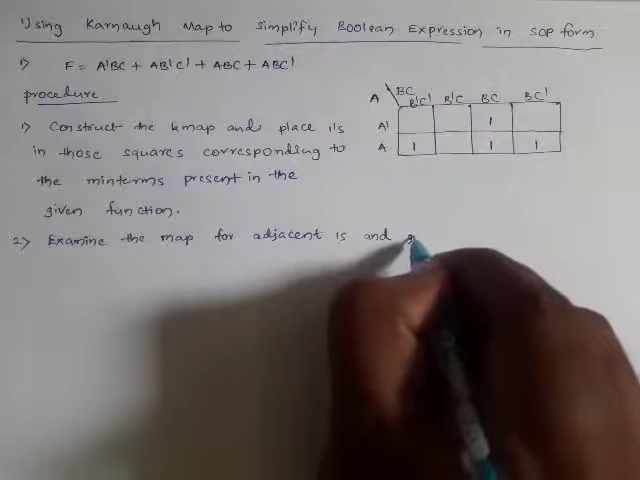 1) Using Karnaugh Map to simplify Boolean Expression in SOP form
1) F = A'BC + AB'C' + ABC + ABC'
procedure
A BC B'C' B'C BC BC'
A' 1
A 1 1 1
1) Construct the kmap and place 1s
in those squares corresponding to
the minterms present in the
given function.
2) Examine the map for adjacent 1s and